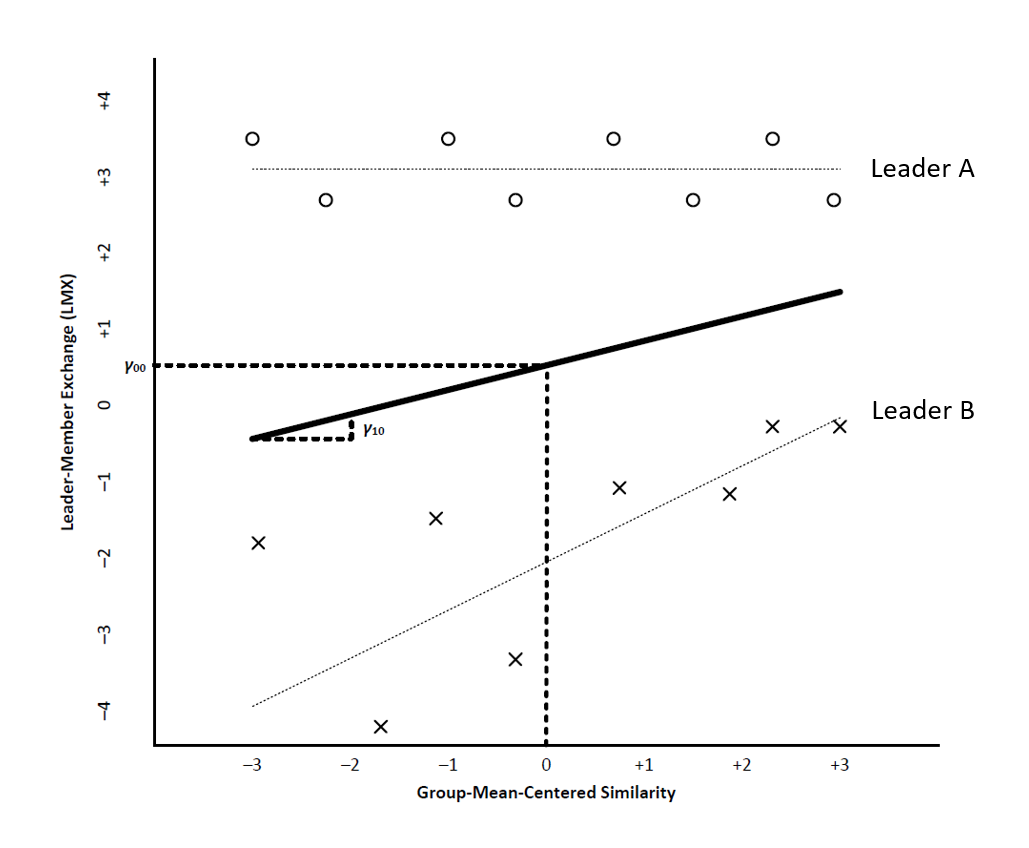 +4
+3
Leader A
+2
Leader-Member Exchange (LMX)
+1
γ00
0
γ10
Leader B
−1
−2
−3
−4
−3 −2 −1 0 +1 +2 +3
Group-Mean-Centered Similarity